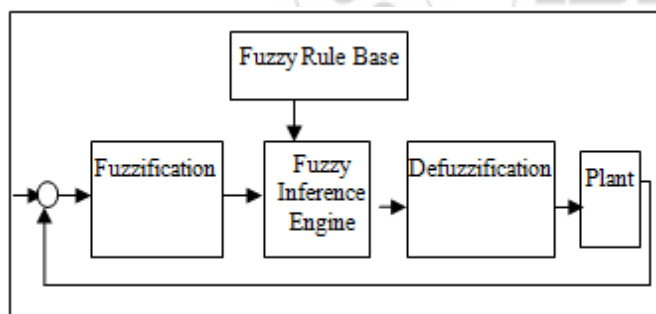 Fuzzy Rule Base
Fuzzification
Fuzzy
Inference
Engine
Defuzzification
Plant